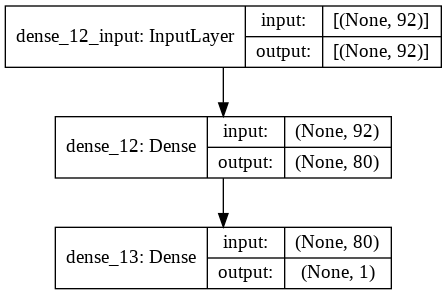 dense_12_input: InputLayer
input: [(None, 92)]
output: [(None, 92)]
dense_12: Dense
input: (None, 92)
output: (None, 80)
dense_13: Dense
input: (None, 80)
output: (None, 1)